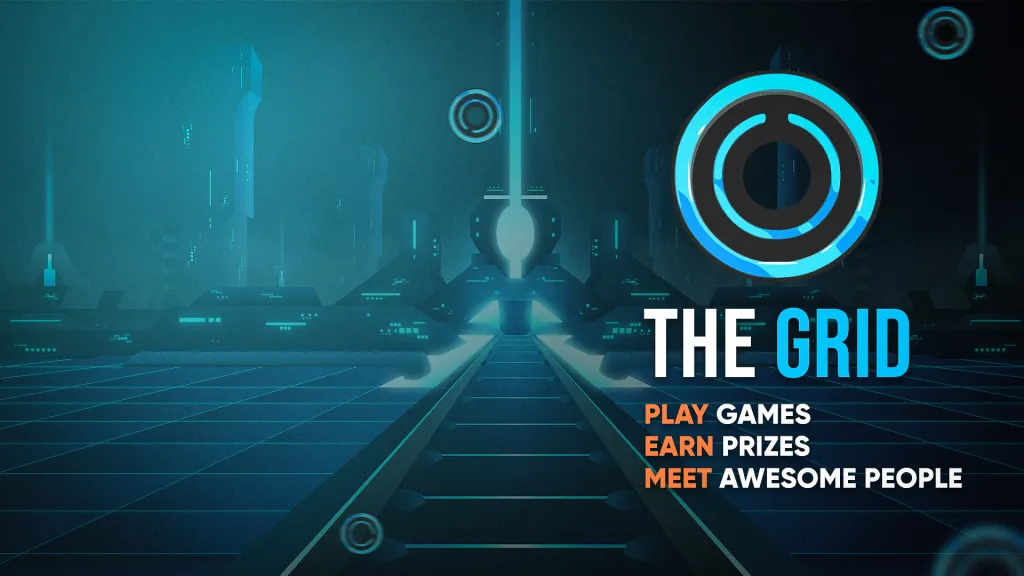 THE GRID
PLAY GAMES
EARN PRIZES
MEET AWESOME PEOPLE